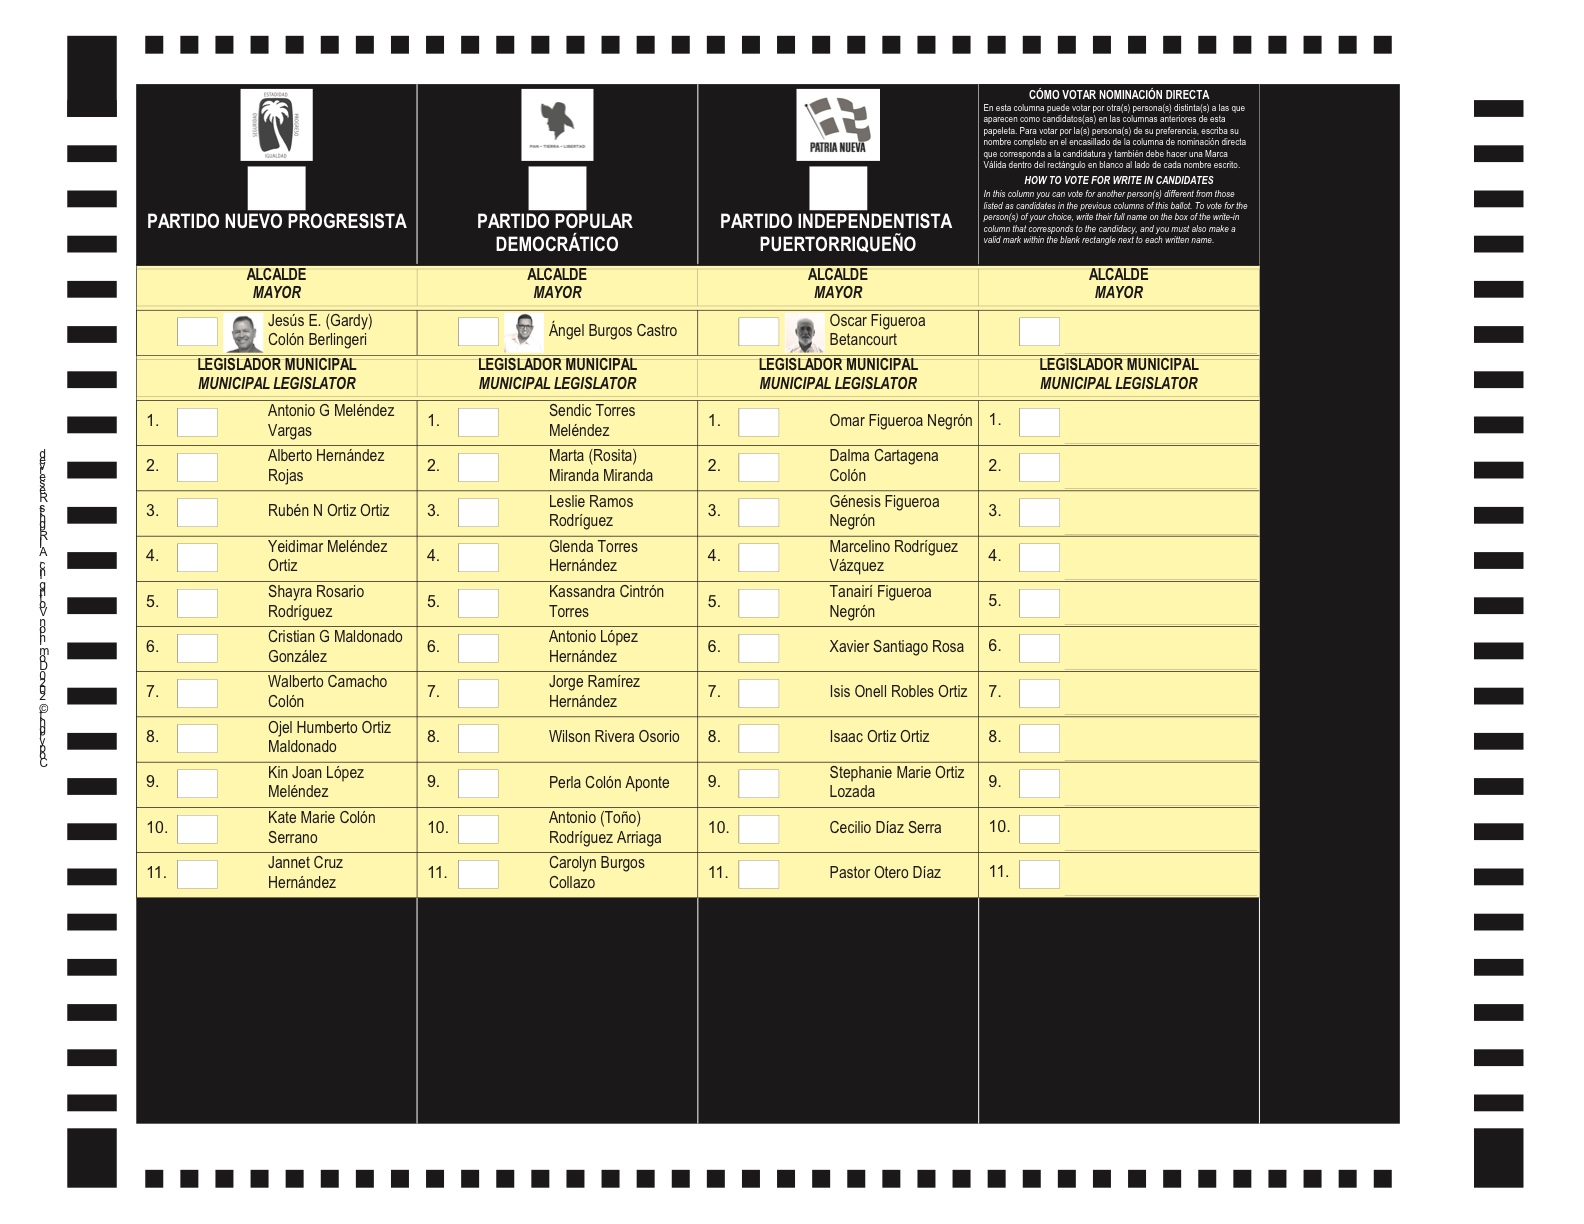 ESTADIDAD
SEGURIDAD
PROGRESO
IGUALDAD
PARTIDO NUEVO PROGRESISTA
PAN - TIERRA - LIBERTAD
PARTIDO POPULAR
DEMOCRÁTICO
PATRIA NUEVA
PARTIDO INDEPENDENTISTA
PUERTORRIQUEÑO
CÓMO VOTAR NOMINACIÓN DIRECTA
En esta columna puede votar por otra(s) persona(s) distinta(s) a las que
aparecen como candidatos(as) en las columnas anteriores de esta
papeleta. Para votar por la(s) persona(s) de su preferencia, escriba su
nombre completo en el encasillado de la columna de nominación directa
que corresponda a la candidatura y también debe hacer una Marca
Válida dentro del rectángulo en blanco al lado de cada nombre escrito.
HOW TO VOTE FOR WRITE IN CANDIDATES
In this column you can vote for another person(s) different from those
listed as candidates in the previous columns of this ballot. To vote for the
person(s) of your choice, write their full name on the box of the write-in
column that corresponds to the candidacy, and you must also make a
valid mark within the blank rectangle next to each written name.
ALCALDE
MAYOR
Jesús E. (Gardy)
Colón Berlingeri
LEGISLADOR MUNICIPAL
MUNICIPAL LEGISLATOR
1. Antonio G Meléndez
Vargas
2. Alberto Hernández
Rojas
3. Rubén N Ortiz Ortiz
4. Yeidimar Meléndez
Ortiz
5. Shayra Rosario
Rodríguez
6. Cristian G Maldonado
González
7. Walberto Camacho
Colón
8. Ojel Humberto Ortiz
Maldonado
9. Kin Joan López
Meléndez
10. Kate Marie Colón
Serrano
11. Jannet Cruz
Hernández
ALCALDE
MAYOR
Ángel Burgos Castro
LEGISLADOR MUNICIPAL
MUNICIPAL LEGISLATOR
1. Sendic Torres
Meléndez
2. Marta (Rosita)
Miranda Miranda
3. Leslie Ramos
Rodríguez
4. Glenda Torres
Hernández
5. Kassandra Cintrón
Torres
6. Antonio López
Hernández
7. Jorge Ramírez
Hernández
8. Wilson Rivera Osorio
9. Perla Colón Aponte
10. Antonio (Toño)
Rodríguez Arriaga
11. Carolyn Burgos
Collazo
ALCALDE
MAYOR
Oscar Figueroa
Betancourt
LEGISLADOR MUNICIPAL
MUNICIPAL LEGISLATOR
1. Omar Figueroa Negrón
2. Dalma Cartagena
Colón
3. Génesis Figueroa
Negrón
4. Marcelino Rodríguez
Vázquez
5. Tanairí Figueroa
Negrón
6. Xavier Santiago Rosa
7. Isis Onell Robles Ortiz
8. Isaac Ortiz Ortiz
9. Stephanie Marie Ortiz
Lozada
10. Cecilio Díaz Serra
11. Pastor Otero Díaz
ALCALDE
MAYOR
LEGISLADOR MUNICIPAL
MUNICIPAL LEGISLATOR
1.
2.
3.
4.
5.
6.
7.
8.
9.
10.
11.